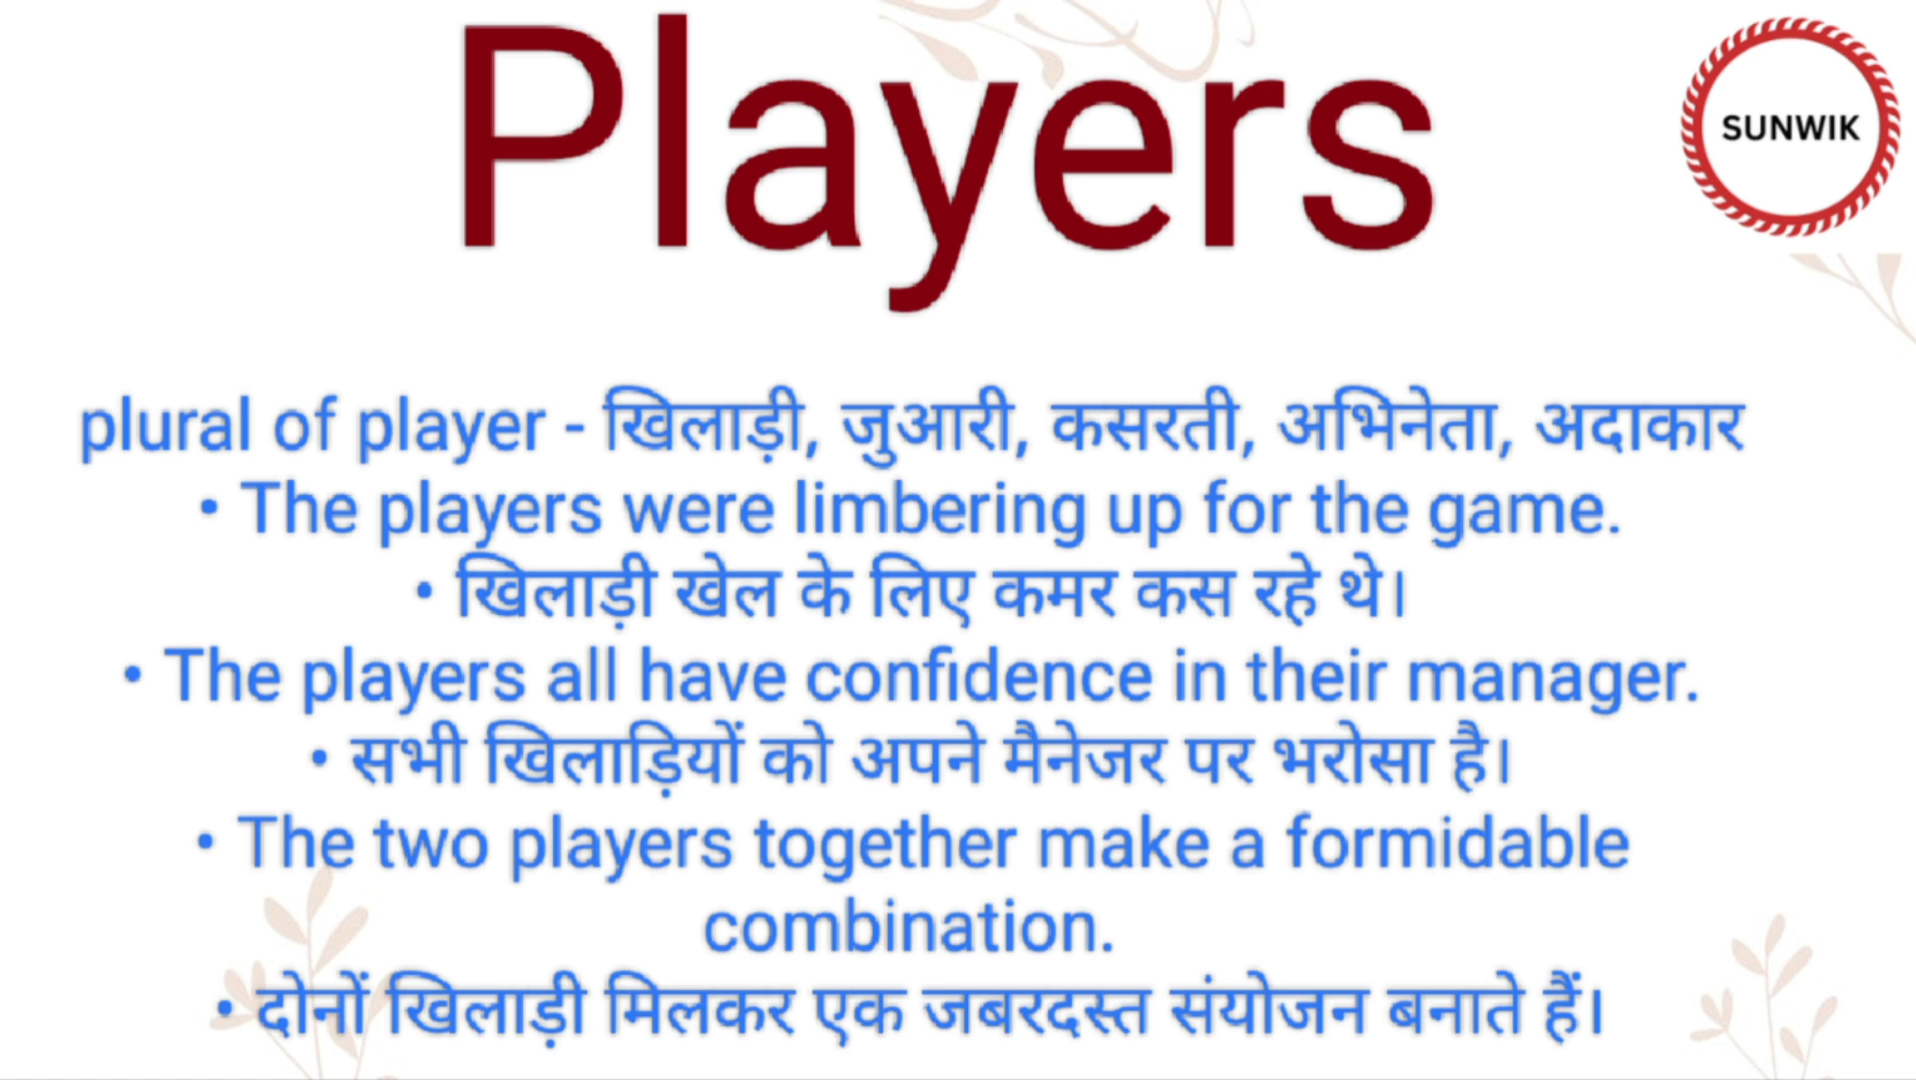 Players
SUNWIK
plural of player - खिलाड़ी, जुआरी, कसरती, अभिनेता, अदाकार
• The players were limbering up for the game.
• खिलाड़ी खेल के लिए कमर कस रहे थे।
• The players all have confidence in their manager.
• सभी खिलाड़ियों को अपने मैनेजर पर भरोसा है।
• The two players together make a formidable
combination.
• दोनों खिलाड़ी मिलकर एक जबरदस्त संयोजन बनाते हैं।